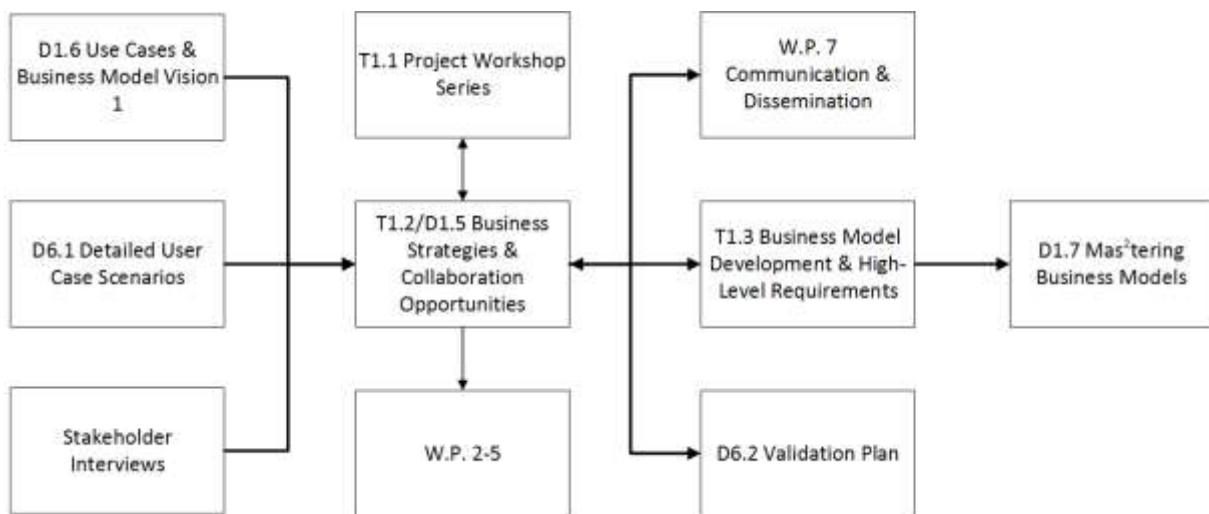 D1.6 Use Cases &
Business Model Vision
1
T1.1 Project Workshop
Series
W.P. 7
Communication &
Dissemination
D6.1 Detailed User
Case Scenarios
T1.2/D1.5 Business
Strategies &
Collaboration
Opportunities
T1.3 Business Model
Development & High-
Level Requirements
D1.7 Mas²tering
Business Models
Stakeholder
Interviews
W.P. 2-5
D6.2 Validation Plan